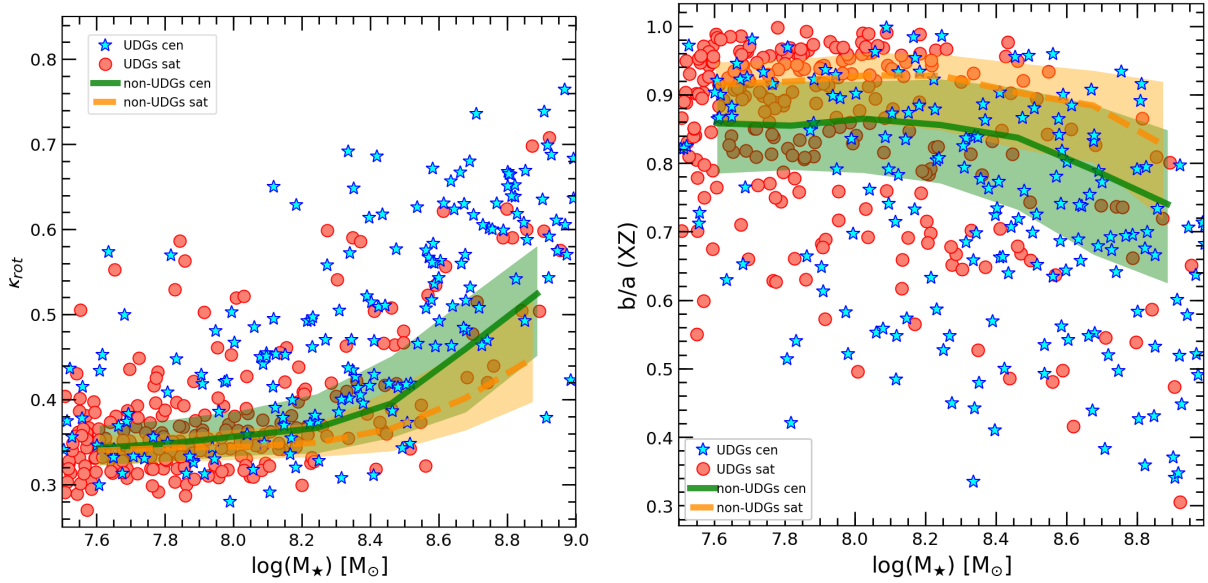 0.8
0.7
0.6
0.5
0.4
0.3
κrot
7.6 7.8 8.0 8.2 8.4 8.6 8.8 9.0
log(M★) [M⊙]
UDGs cen
UDGs sat
non-UDGs cen
non-UDGs sat
1.0
0.9
0.8
0.7
0.6
0.5
0.4
0.3
b/a (XZ)
7.6 7.8 8.0 8.2 8.4 8.6 8.8
log(M★) [M⊙]
UDGs cen
UDGs sat
non-UDGs cen
non-UDGs sat